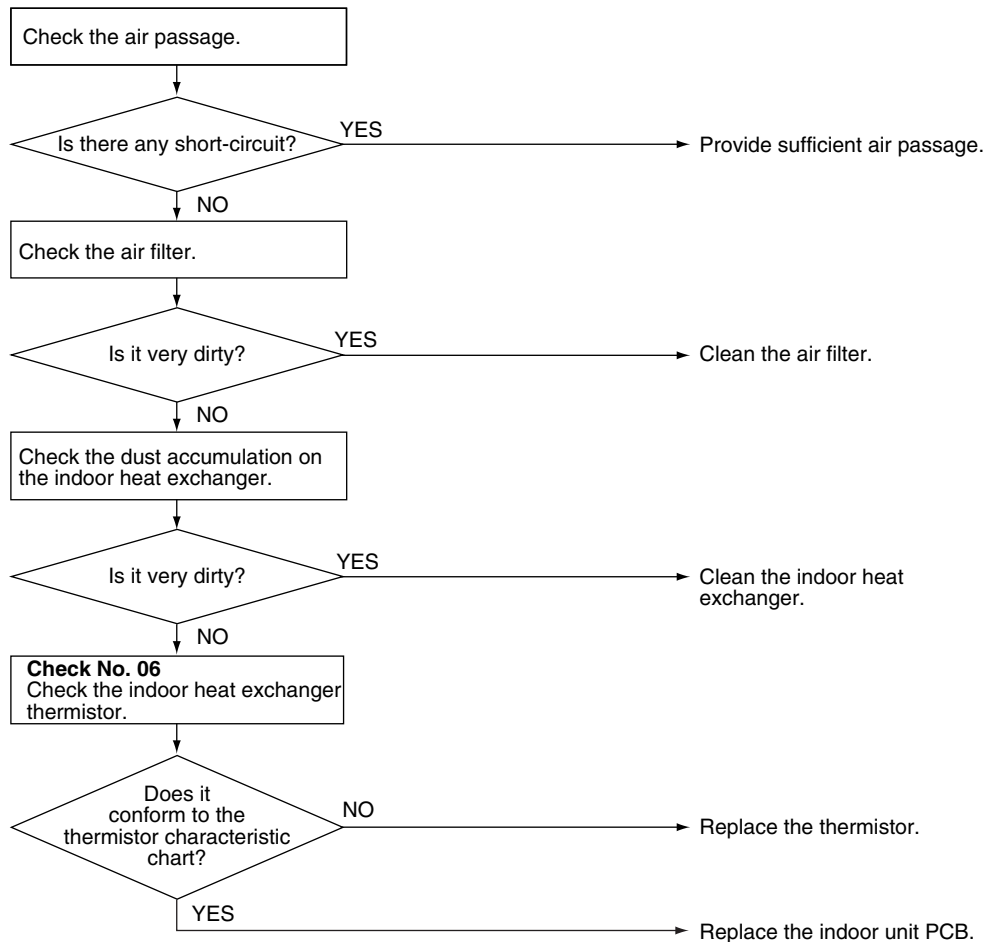 Check the air passage.
Is there any short-circuit?
YES
Provide sufficient air passage.
NO
Check the air filter.
Is it very dirty?
YES
Clean the air filter.
NO
Check the dust accumulation on
the indoor heat exchanger.
Is it very dirty?
YES
Clean the indoor heat
exchanger.
NO
Check No. 06
Check the indoor heat exchanger
thermistor.
Does it
conform to the
thermistor characteristic
chart?
NO
Replace the thermistor.
YES
Replace the indoor unit PCB.